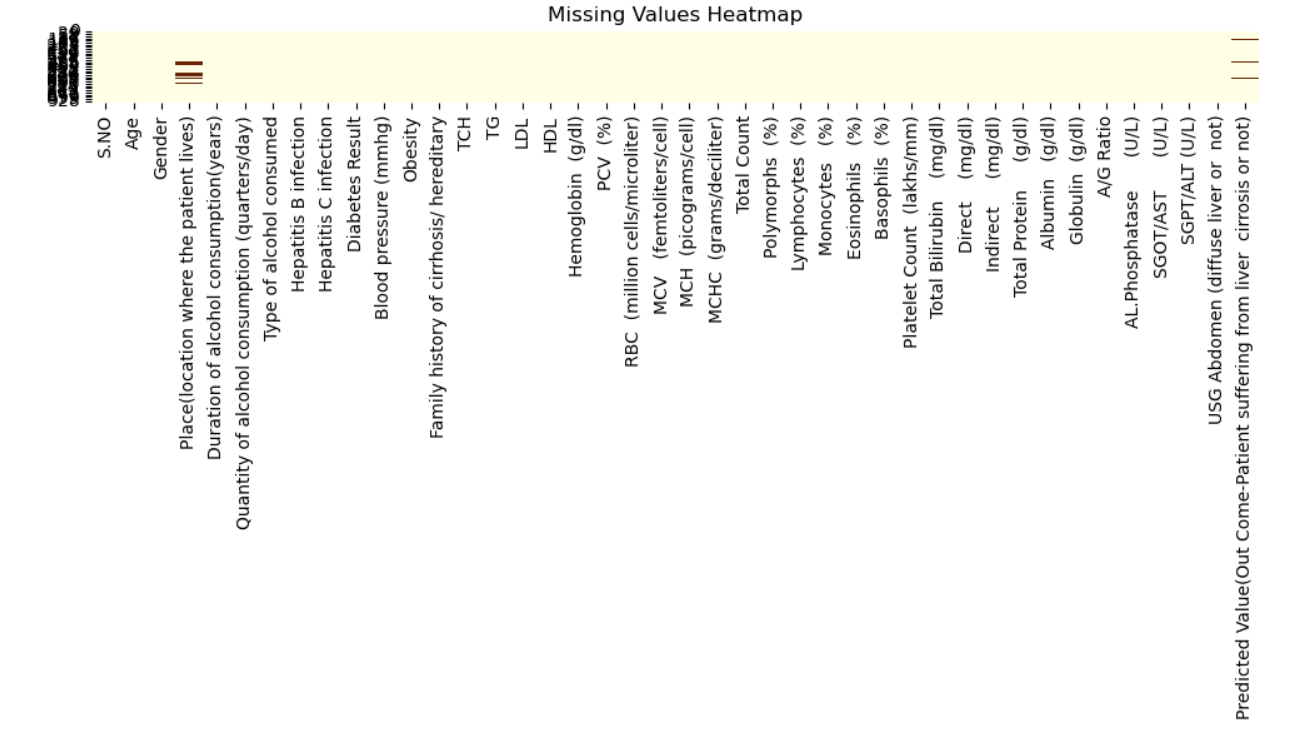 Missing Values Heatmap
S.NO
Age
Gender
Place(location where the patient lives)
Duration of alcohol consumption(years)
Quantity of alcohol consumption (quarters/day)
Type of alcohol consumed
Hepatitis B infection
Hepatitis C infection
Diabetes Result
Blood pressure (mmhg)
Obesity
Family history of cirrhosis/ hereditary
TCH
TG
LDL
HDL
Hemoglobin  (g/dl)
PCV  (%)
RBC  (million cells/microliter)
MCV  (femtoliters/cell)
MCH  (picograms/cell)
MCHC  (grams/deciliter)
Total Count
Polymorphs  (%)
Lymphocytes  (%)
Monocytes   (%)
Eosinophils   (%)
Basophils  (%)
Platelet Count  (lakhs/mm)
Total Bilirubin    (mg/dl)
Direct    (mg/dl)
Indirect     (mg/dl)
Total Protein     (g/dl)
Albumin   (g/dl)
Globulin  (g/dl)
A/G Ratio
AL.Phosphatase      (U/L)
SGOT/AST      (U/L)
SGPT/ALT (U/L)
USG Abdomen (diffuse liver or  not)
Predicted Value(Out Come-Patient suffering from liver  cirrosis or not)